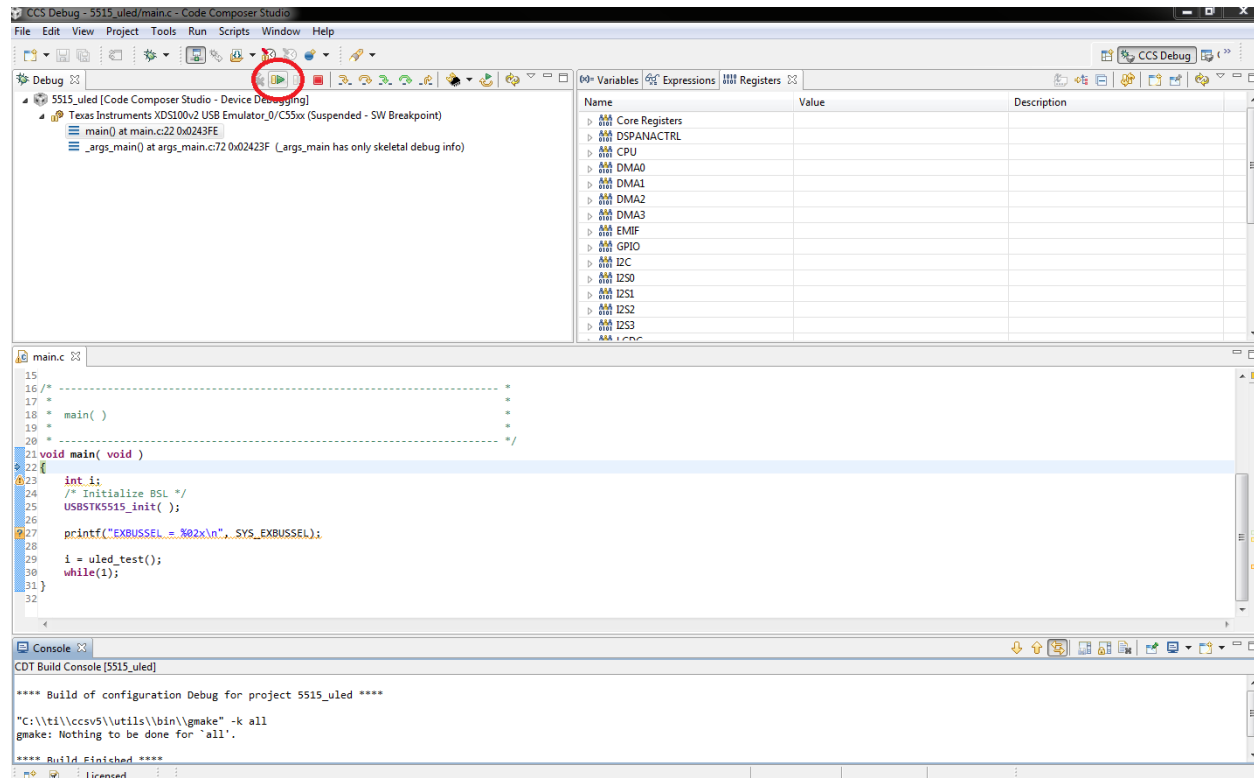 CCS Debug - 5515_uled/main.c - Code Composer Studio
File Edit View Project Tools Run Scripts Window Help
CCS Debug
Debug
5515_uled [Code Composer Studio - Device Debugging]
Texas Instruments XDS100v2 USB Emulator_0/C55xx (Suspended - SW Breakpoint)
main() at main.c:22 0x0243FE
_args_main() at args_main.c:72 0x02423F (_args_main has only skeletal debug info)
Variables Expressions Registers
Name Value Description
Core Registers
DSPANACTRL
CPU
DMA0
DMA1
DMA2
DMA3
EMIF
GPIO
I2C
I2S0
I2S1
I2S2
I2S3
LCDC
main.c
15
16 /* ------------------------------------------------------------------------ *
17 * *
18 * main( ) *
19 * *
20 * ------------------------------------------------------------------------ */
21 void main( void )
22 {
23 int i;
24 /* Initialize BSL */
25 USBSTK5515_init( );
26
27 printf("EXBUSSEL = %02x\n", SYS_EXBUSSEL);
28
29 i = uled_test();
30 while(1);
31 }
32
Console
CDT Build Console [5515_uled]
**** Build of configuration Debug for project 5515_uled ****
"C:\\ti\\ccsv5\\utils\\bin\\gmake" -k all
gmake: Nothing to be done for `all'.
**** Build Finished ****
Licensed